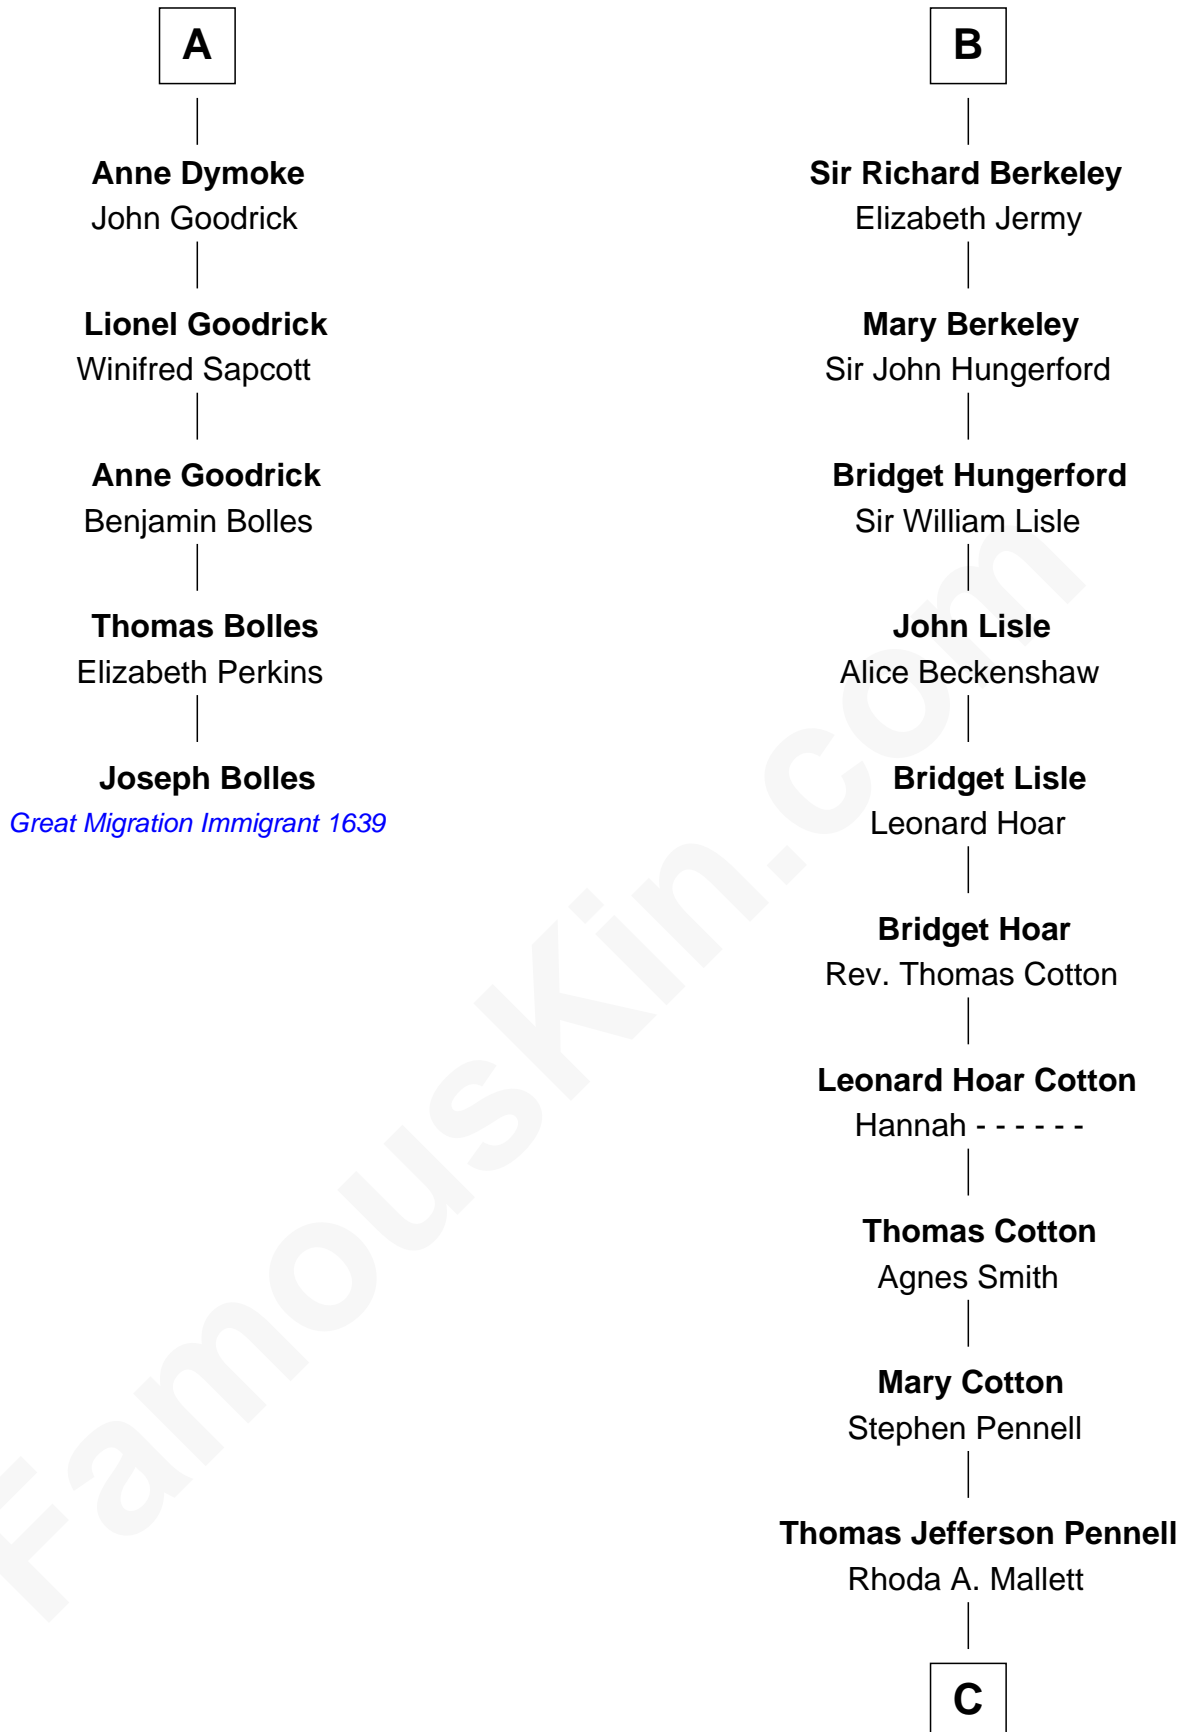 A
Anne Dymoke
John Goodrick
Lionel Goodrick
Winifred Sapcott
Anne Goodrick
Benjamin Bolles
Thomas Bolles
Elizabeth Perkins
Joseph Bolles
Great Migration Immigrant 1639
B
Sir Richard Berkeley
Elizabeth Jermy
Mary Berkeley
Sir John Hungerford
Bridget Hungerford
Sir William Lisle
John Lisle
Alice Beckenshaw
Bridget Lisle
Leonard Hoar
Bridget Hoar
Rev. Thomas Cotton
Leonard Hoar Cotton
Hannah - - - - - -
Thomas Cotton
Agnes Smith
Mary Cotton
Stephen Pennell
Thomas Jefferson Pennell
Rhoda A. Mallett
C
FamousKin.com